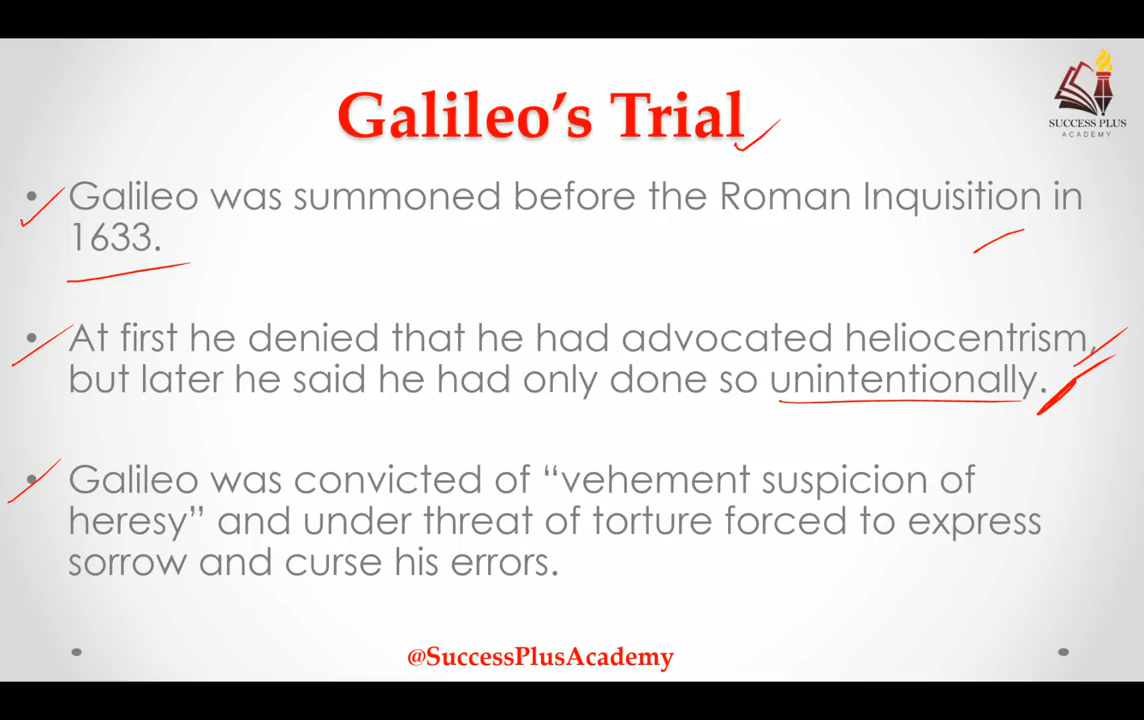 Galileo’s Trial
SUCCESS PLUS
ACADEMY
• Galileo was summoned before the Roman Inquisition in
1633.
• At first he denied that he had advocated heliocentrism,
but later he said he had only done so unintentionally.
• Galileo was convicted of “vehement suspicion of
heresy” and under threat of torture forced to express
sorrow and curse his errors.
@SuccessPlusAcademy